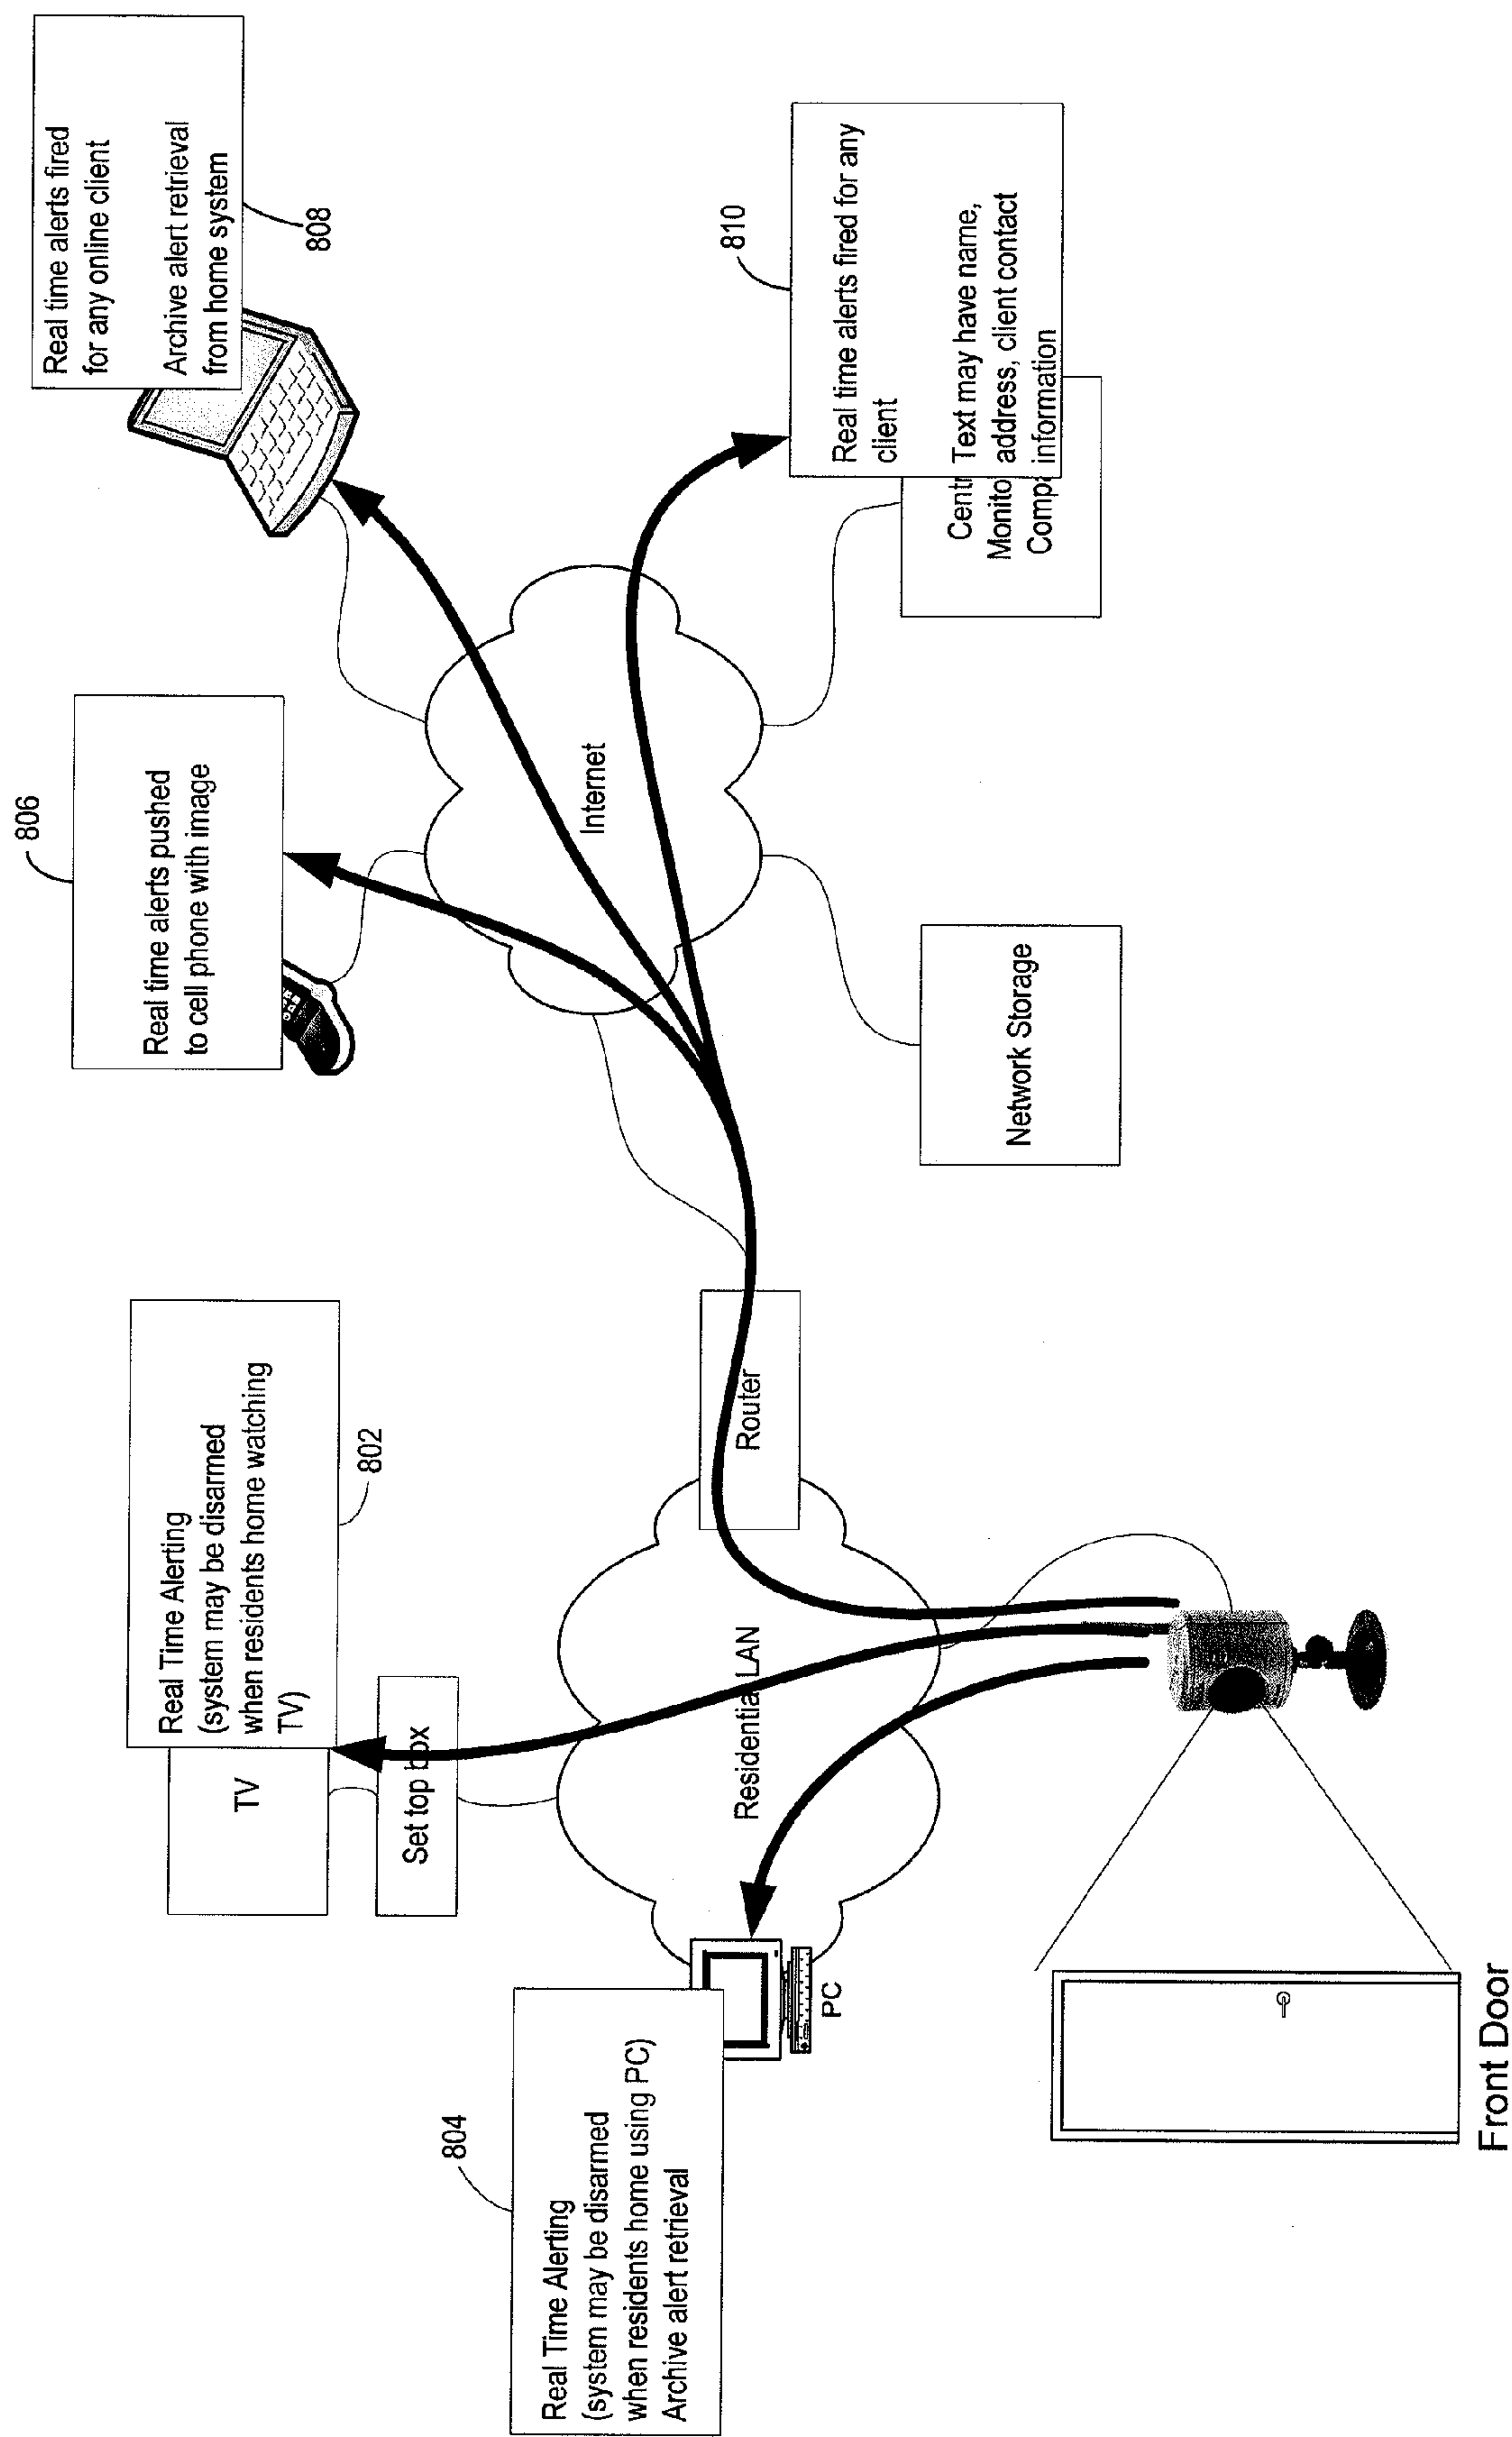 804
Real Time Alerting
(system may be disarmed
when residents home using PC)
Archive alert retrieval
PC
TV
Set top box
Real Time Alerting
(system may be disarmed
when residents home watching
TV)
802
Residential LAN
Router
Front Door
806
Real time alerts pushed
to cell phone with image
Internet
Network Storage
Real time alerts fired
for any online client
Archive alert retrieval
from home system
808
810
Real time alerts fired for any
client
Text may have name,
address, client contact
information
Centr
Monito
Compa